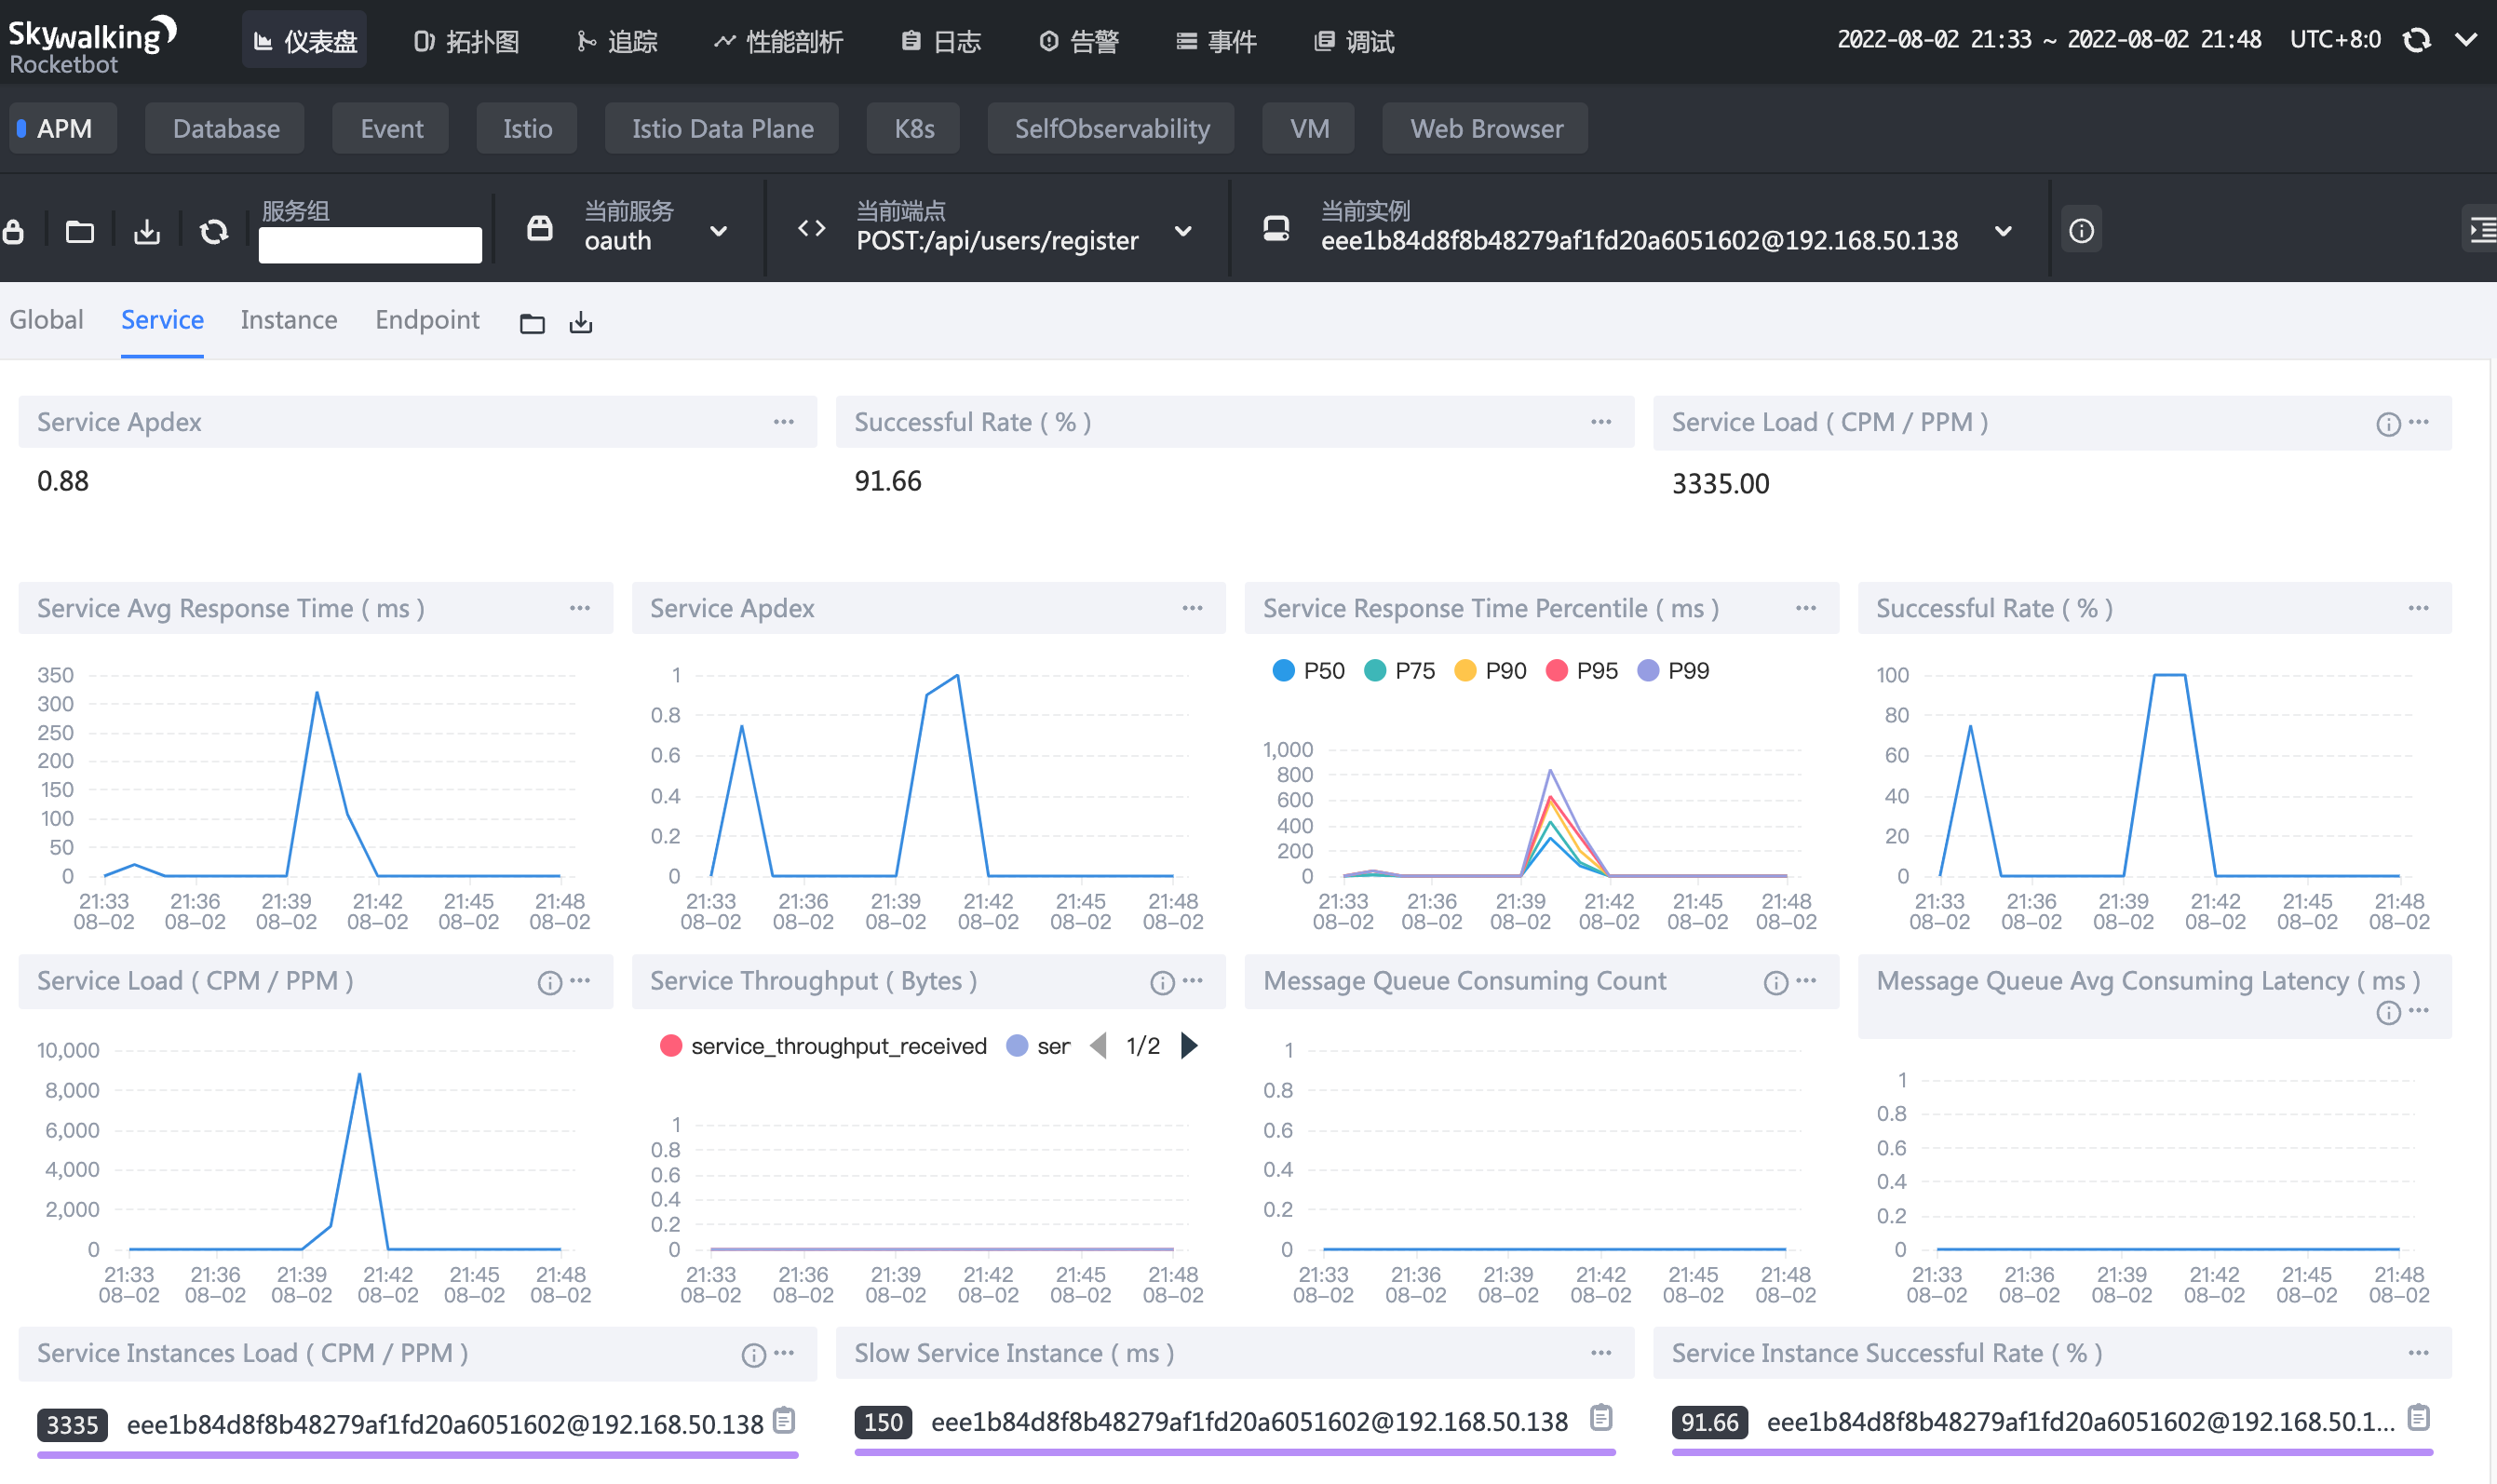 Skywalking
Rocketbot
仪表盘 拓扑图 追踪 性能剖析 日志 告警 事件 调试
2022-08-02 21:33 ~ 2022-08-02 21:48 UTC+8:0
APM Database Event Istio Istio Data Plane K8s SelfObservability VM Web Browser
服务组 当前服务 当前端点 当前实例
oauth POST:/api/users/register eee1b84d8f8b48279af1fd20a6051602@192.168.50.138
Global Service Instance Endpoint
Service Apdex Successful Rate ( % ) Service Load ( CPM / PPM )
0.88 91.66 3335.00
Service Avg Response Time ( ms )
350
300
250
200
150
100
50
0
21:33 21:36 21:39 21:42 21:45 21:48
08-02 08-02 08-02 08-02 08-02 08-02
Service Apdex
1
0.8
0.6
0.4
0.2
0
21:33 21:36 21:39 21:42 21:45 21:48
08-02 08-02 08-02 08-02 08-02 08-02
Service Response Time Percentile ( ms )
P50 P75 P90 P95 P99
1,000
800
600
400
200
0
21:33 21:36 21:39 21:42 21:45 21:48
08-02 08-02 08-02 08-02 08-02 08-02
Successful Rate ( % )
100
80
60
40
20
0
21:33 21:36 21:39 21:42 21:45 21:48
08-02 08-02 08-02 08-02 08-02 08-02
Service Load ( CPM / PPM )
10,000
8,000
6,000
4,000
2,000
0
21:33 21:36 21:39 21:42 21:45 21:48
08-02 08-02 08-02 08-02 08-02 08-02
Service Throughput ( Bytes )
service_throughput_received ser 1/2
1
0.8
0.6
0.4
0.2
0
21:33 21:36 21:39 21:42 21:45 21:48
08-02 08-02 08-02 08-02 08-02 08-02
Message Queue Consuming Count
1
0.8
0.6
0.4
0.2
0
21:33 21:36 21:39 21:42 21:45 21:48
08-02 08-02 08-02 08-02 08-02 08-02
Message Queue Avg Consuming Latency ( ms )
1
0.8
0.6
0.4
0.2
0
21:33 21:36 21:39 21:42 21:45 21:48
08-02 08-02 08-02 08-02 08-02 08-02
Service Instances Load ( CPM / PPM )
3335 eee1b84d8f8b48279af1fd20a6051602@192.168.50.138
Slow Service Instance ( ms )
150 eee1b84d8f8b48279af1fd20a6051602@192.168.50.138
Service Instance Successful Rate ( % )
91.66 eee1b84d8f8b48279af1fd20a6051602@192.168.50.1...